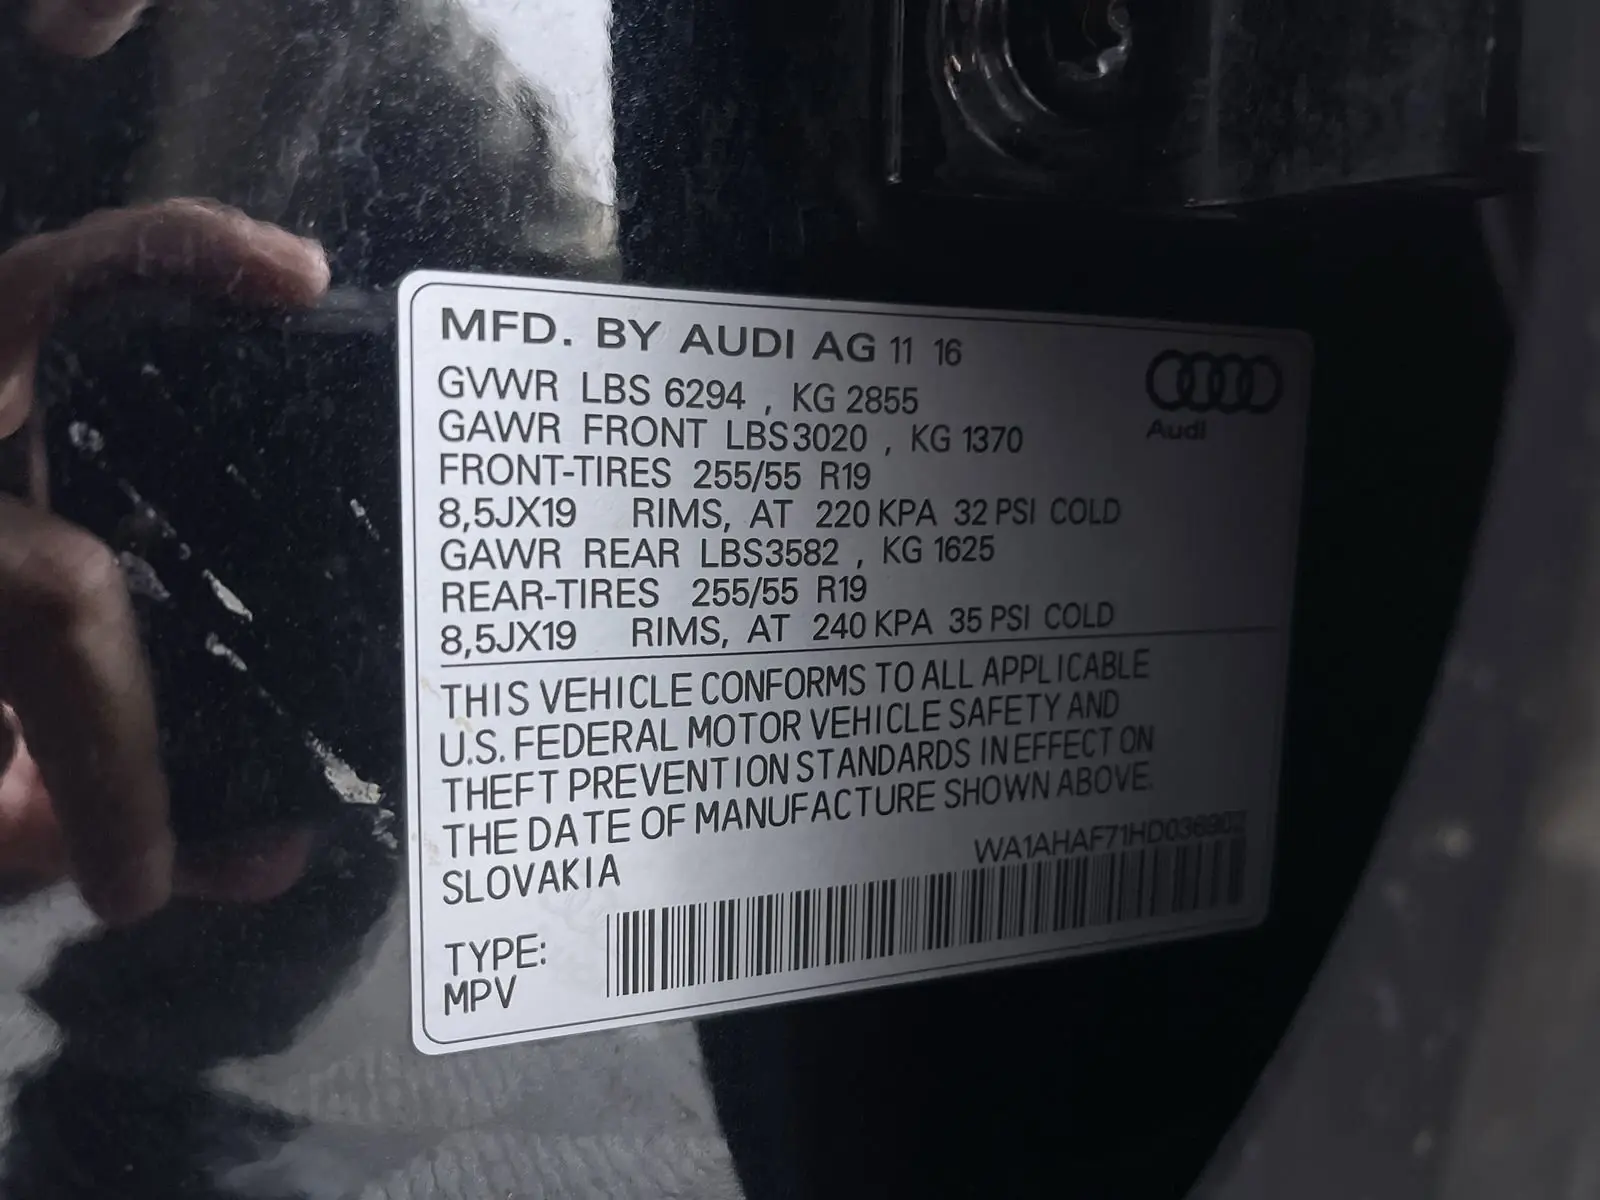 MFD. BY AUDI AG 11 16
Audi
GVWR LBS 6294 , KG 2855
GAWR FRONT LBS3020 , KG 1370
FRONT-TIRES 255/55 R19
8,5JX19 RIMS, AT 220 KPA 32 PSI COLD
GAWR REAR LBS3582 , KG 1625
REAR-TIRES 255/55 R19
8,5JX19 RIMS, AT 240 KPA 35 PSI COLD
THIS VEHICLE CONFORMS TO ALL APPLICABLE
U.S. FEDERAL MOTOR VEHICLE SAFETY AND
THEFT PREVENTION STANDARDS IN EFFECT ON
THE DATE OF MANUFACTURE SHOWN ABOVE.
SLOVAKIA
TYPE:
MPV